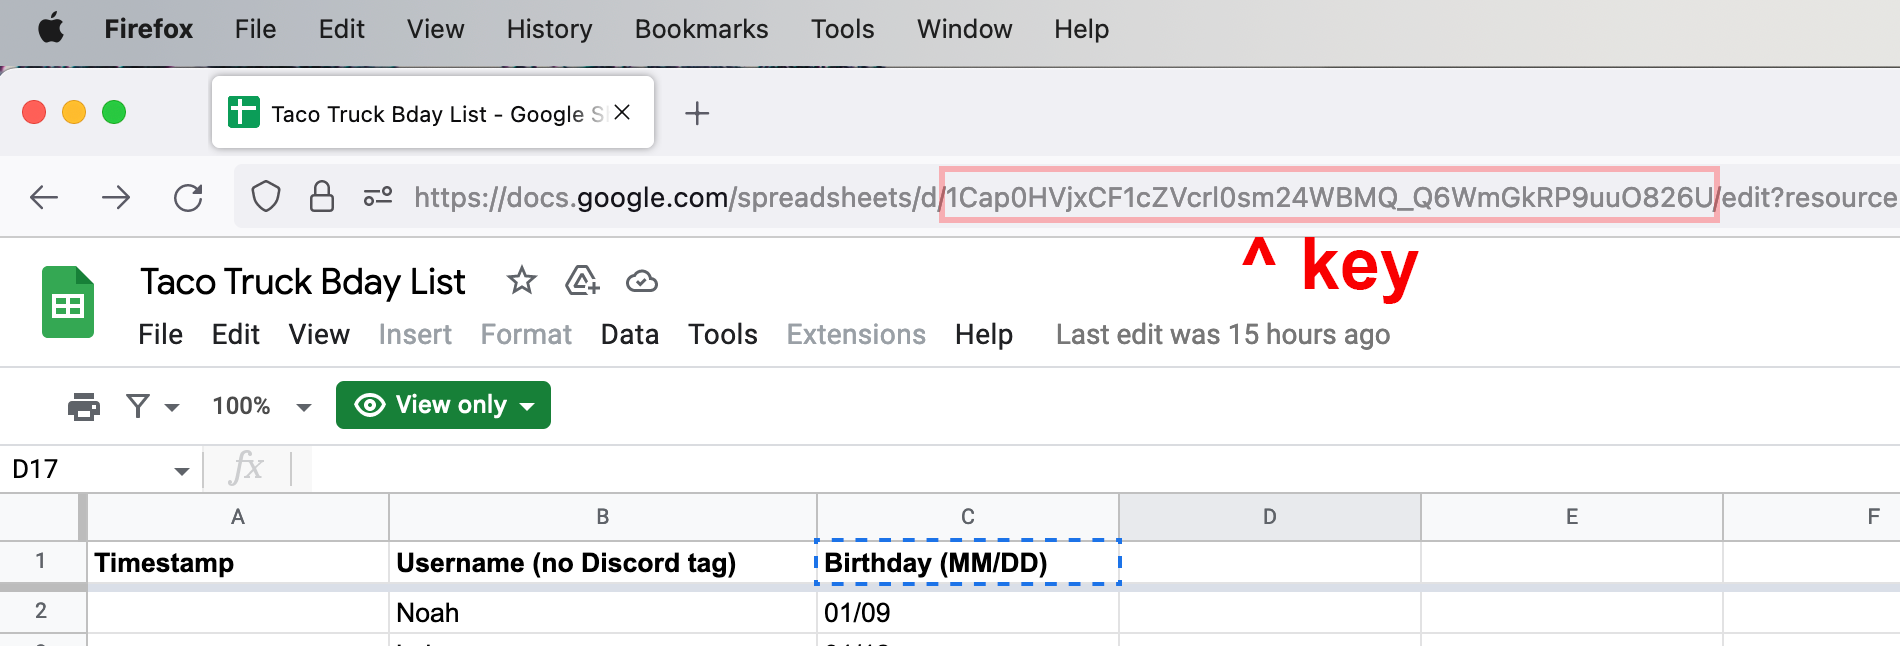 Firefox File Edit View History Bookmarks Tools Window Help
Taco Truck Bday List - Google S
https://docs.google.com/spreadsheets/d/1Cap0HVjxCF1cZVcrl0sm24WBMQ_Q6WmGkRP9uuO826U/edit?resource
^ key
Taco Truck Bday List
File Edit View Insert Format Data Tools Extensions Help Last edit was 15 hours ago
100% View only
D17 fx
A B C D E F
1 Timestamp Username (no Discord tag) Birthday (MM/DD)
2 Noah 01/09